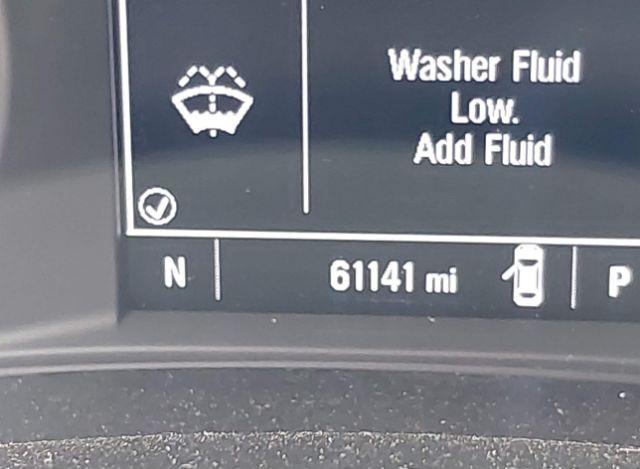 Washer Fluid
Low.
Add Fluid
N 61141 mi P